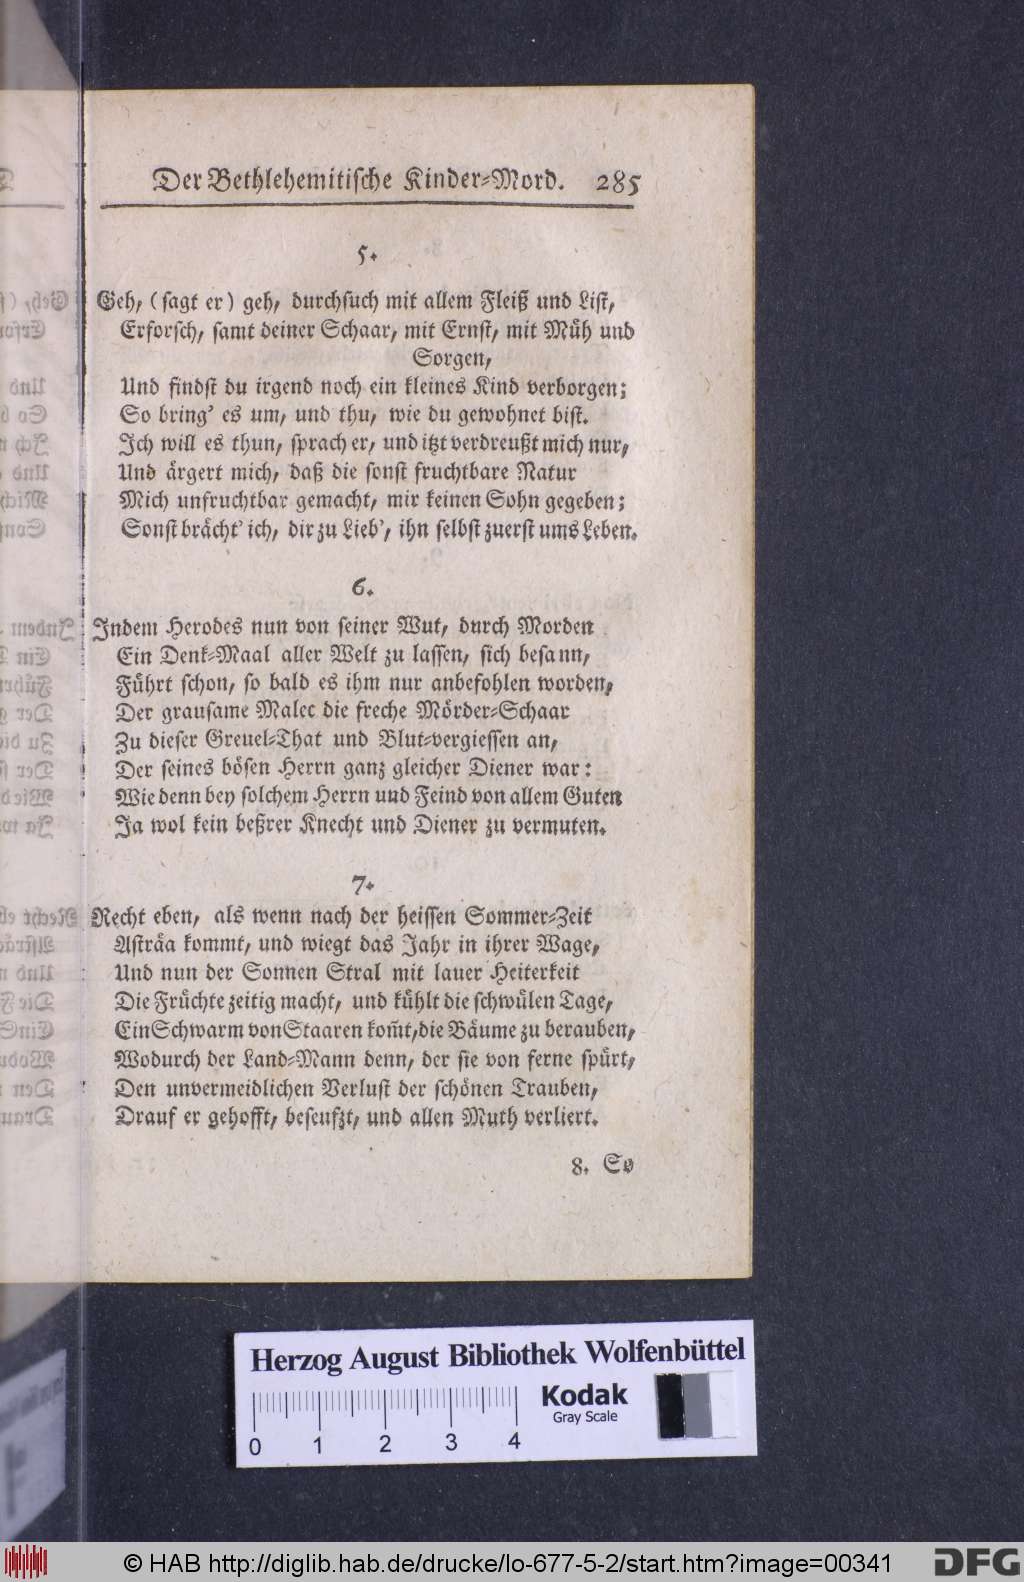 Der Bethlehemitische Kinder-Mord. 285
5.
Geh, (sagt er) geh, durchsuch mit allem Fleiß und List,
Erforsch, samt deiner Schaar, mit Ernst, mit Müh und
Sorgen,
Und findst du irgend noch ein kleines Kind verborgen;
So bring' es um, und thu, wie du gewohnet bist.
Ich will es thun, sprach er, und itzt verdreußt mich nur,
Und ärgert mich, daß die sonst fruchtbare Natur
Mich unfruchtbar gemacht, mir keinen Sohn gegeben;
Sonst brächt' ich, dir zu Lieb', ihn selbst zuerst ums Leben.
6.
Indem Herodes nun von seiner Wut, durch Morden
Ein Denk-Maal aller Welt zu lassen, sich besann,
Führt schon, so bald es ihm nur anbefohlen worden,
Der grausame Malec die freche Mörder-Schaar
Zu dieser Greuel-That und Blut-vergiessen an,
Der seines bösen Herrn ganz gleicher Diener war:
Wie denn bey solchem Herrn und Feind von allem Guten
Ja wol kein beßrer Knecht und Diener zu vermuten.
7.
Recht eben, als wenn nach der heissen Sommer-Zeit
Asträa kommt, und wiegt das Jahr in ihrer Wage,
Und nun der Sonnen Stral mit lauer Heiterkeit
Die Früchte zeitig macht, und kühlt die schwülen Tage,
Ein Schwarm von Staaren kom̃t, die Bäume zu berauben,
Wodurch der Land-Mann denn, der sie von ferne spürt,
Den unvermeidlichen Verlust der schönen Trauben,
Drauf er gehofft, beseufzt, und allen Muth verliert.
8. So
Herzog August Bibliothek Wolfenbüttel
Kodak
Gray Scale
0 1 2 3 4
© HAB http://diglib.hab.de/drucke/lo-677-5-2/start.htm?image=00341
DFG